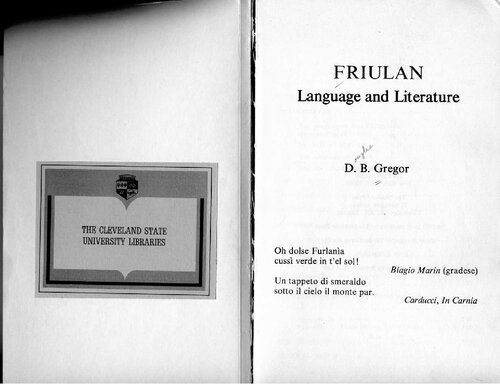 THE CLEVELAND STATE
UNIVERSITY LIBRARIES
FRIULAN
Language and Literature
D. B. Gregor
Oh dolse Furlanìa
cussì verde in t'el sol!
Biagio Marin (gradese)
Un tappeto di smeraldo
sotto il cielo il monte par.
Carducci, In Carnia